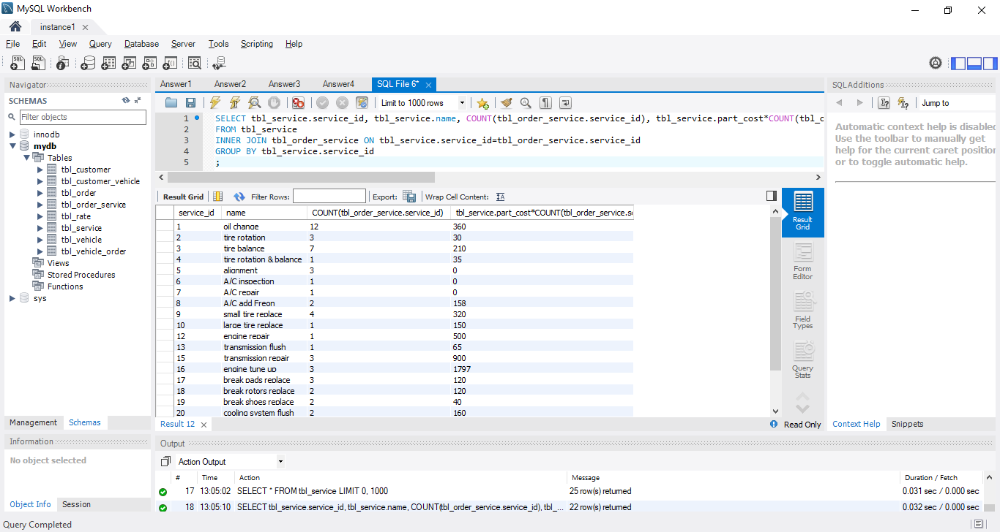 MySQL Workbench
instance1
File Edit View Query Database Server Tools Scripting Help
Navigator
SCHEMAS
Filter objects
innodb
mydb
Tables
tbl_customer
tbl_customer_vehicle
tbl_order
tbl_order_service
tbl_rate
tbl_service
tbl_vehicle
tbl_vehicle_order
Views
Stored Procedures
Functions
sys
Management Schemas
Information
No object selected
Object Info Session
Answer1 Answer2 Answer3 Answer4 SQL File 6*
Limit to 1000 rows
1 SELECT tbl_service.service_id, tbl_service.name, COUNT(tbl_order_service.service_id), tbl_service.part_cost*COUNT(tbl_o
2 FROM tbl_service
3 INNER JOIN tbl_order_service ON tbl_service.service_id=tbl_order_service.service_id
4 GROUP BY tbl_service.service_id
5 ;
Result Grid Filter Rows: Export: Wrap Cell Content:
service_id name COUNT(tbl_order_service.service_id) tbl_service.part_cost*COUNT(tbl_order_service.se
1 oil change 12 360
2 tire rotation 3 30
3 tire balance 7 210
4 tire rotation & balance 1 35
5 alignment 3 0
6 A/C inspection 1 0
7 A/C repair 1 0
8 A/C add Freon 2 158
9 small tire replace 4 320
10 large tire replace 1 150
12 engine repair 1 500
13 transmission flush 1 65
15 transmission repair 3 900
16 engine tune up 3 1797
17 break pads replace 3 120
18 break rotors replace 2 120
19 break shoes replace 2 40
20 cooling system flush 2 160
Result Grid
Form Editor
Field Types
Query Stats
Result 12
Read Only
SQLAdditions
Jump to
Automatic context help is disabled
Use the toolbar to manually get
help for the current caret position
or to toggle automatic help.
Context Help Snippets
Output
Action Output
# Time Action Message Duration / Fetch
17 13:05:02 SELECT * FROM tbl_service LIMIT 0, 1000 25 row(s) returned 0.031 sec / 0.000 sec
18 13:05:10 SELECT tbl_service.service_id, tbl_service.name, COUNT(tbl_order_service.service_id), tbl_... 22 row(s) returned 0.032 sec / 0.000 sec
Query Completed